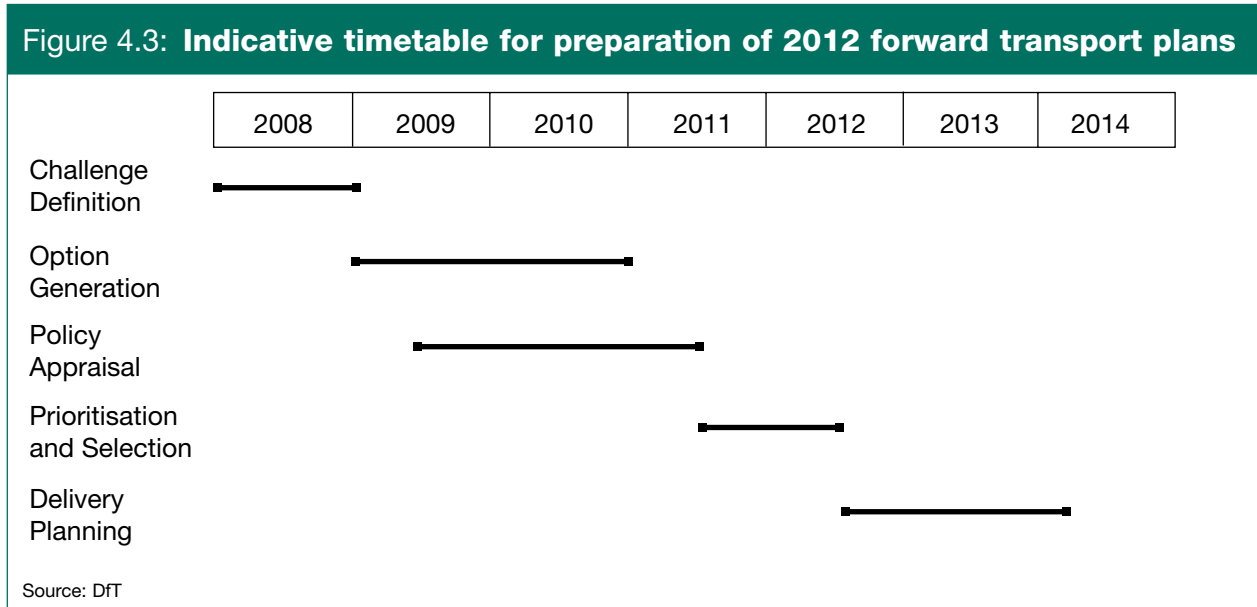 Figure 4.3: Indicative timetable for preparation of 2012 forward transport plans
2008 2009 2010 2011 2012 2013 2014
Challenge
Definition
Option
Generation
Policy
Appraisal
Prioritisation
and Selection
Delivery
Planning
Source: DfT